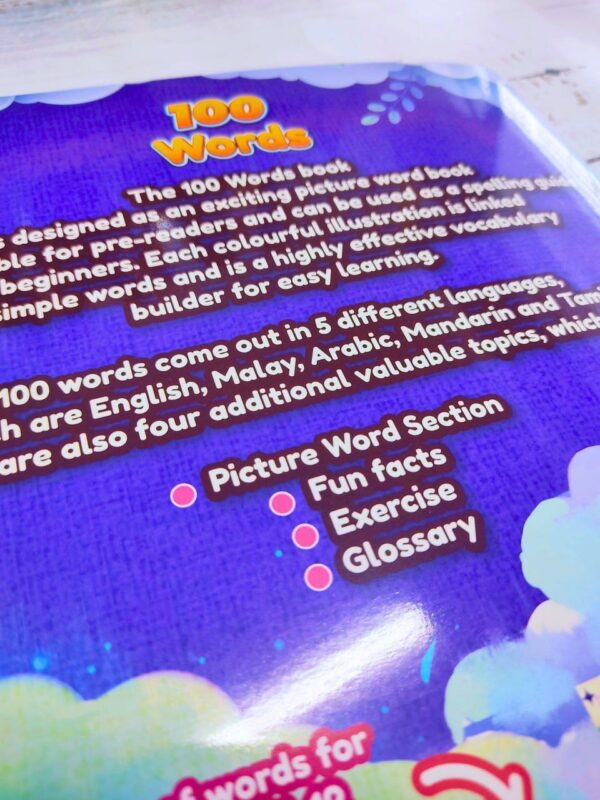 100
Words
The 100 Words book
designed as an exciting picture word book
for pre-readers and can be used as a spelling
beginners. Each colourful illustration is linked
simple words and is a highly effective vocabulary
builder for easy learning.
100 words come out in 5 different languages,
are English, Malay, Arabic, Mandarin and
are also four additional valuable topics, which
Picture Word Section
Fun facts
Exercise
Glossary
of words for